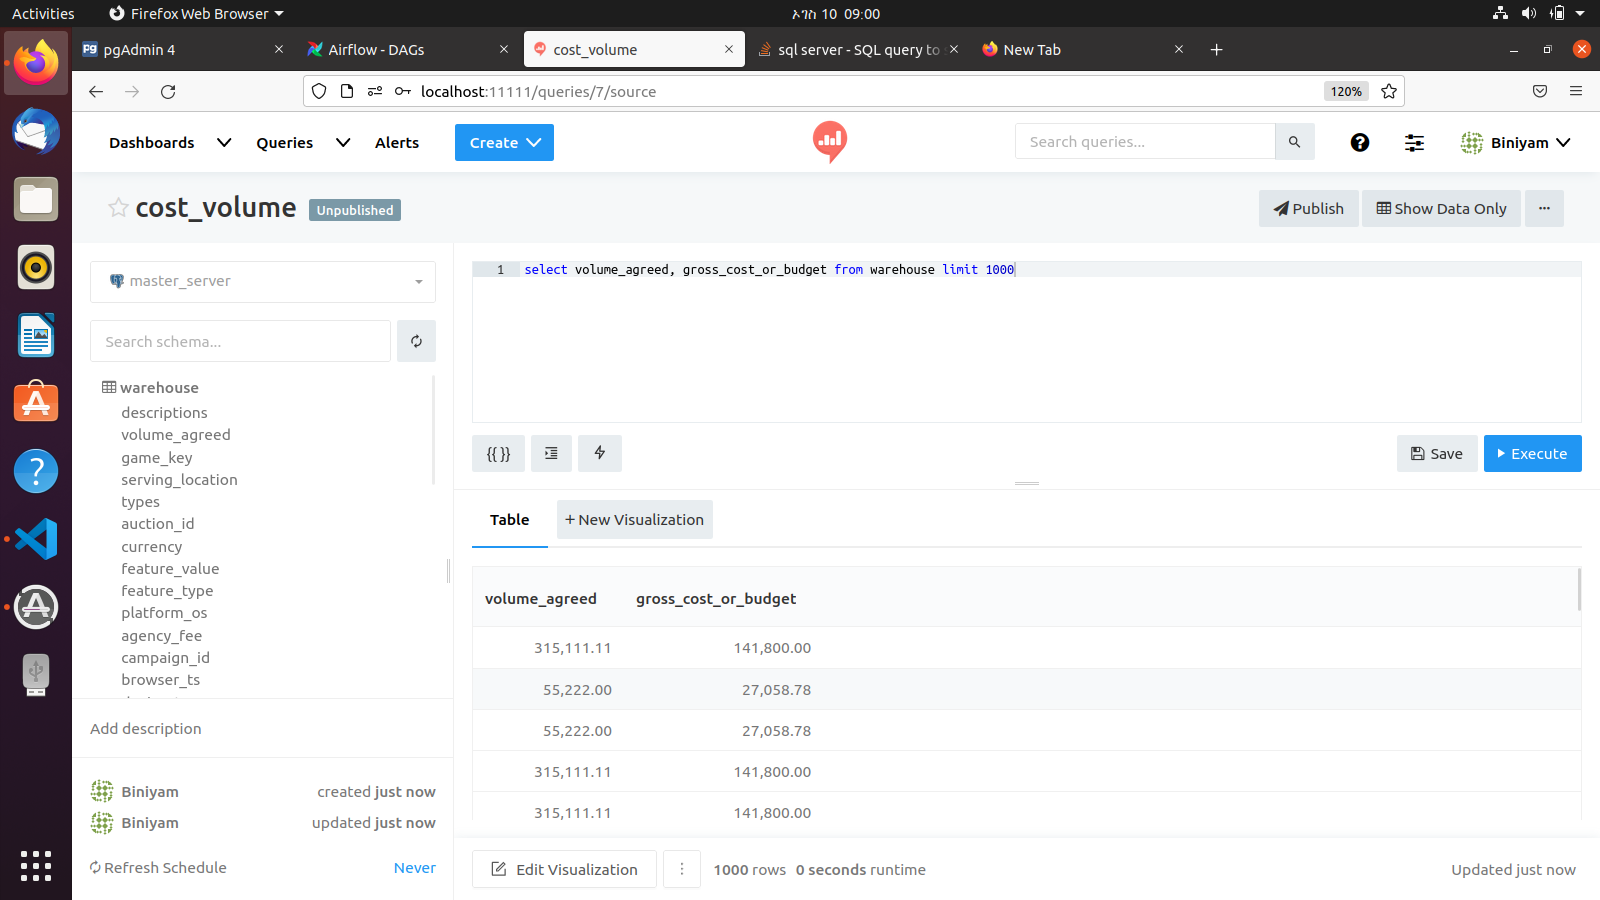 Activities
Firefox Web Browser
ኦገስ 10 09:00
pgAdmin 4
Airflow - DAGs
cost_volume
sql server - SQL query to
New Tab
localhost:11111/queries/7/source
120%
Dashboards
Queries
Alerts
Create
Search queries...
Biniyam
cost_volume
Unpublished
Publish
Show Data Only
master_server
Search schema...
warehouse
descriptions
volume_agreed
game_key
serving_location
types
auction_id
currency
feature_value
feature_type
platform_os
agency_fee
campaign_id
browser_ts
Add description
Biniyam created just now
Biniyam updated just now
Refresh Schedule Never
1 select volume_agreed, gross_cost_or_budget from warehouse limit 1000
{{ }}
Save
Execute
Table
+ New Visualization
volume_agreed gross_cost_or_budget
315,111.11 141,800.00
55,222.00 27,058.78
55,222.00 27,058.78
315,111.11 141,800.00
315,111.11 141,800.00
Edit Visualization
1000 rows 0 seconds runtime
Updated just now